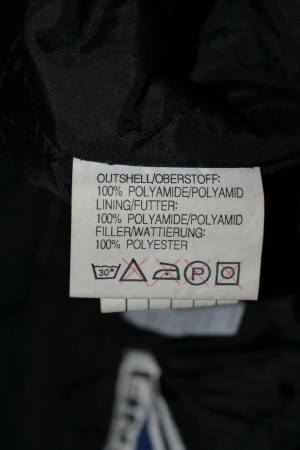 OUTSHELL/OBERSTOFF:
100% POLYAMIDE/POLYAMID
LINING/FUTTER:
100% POLYAMIDE/POLYAMID
FILLER/WATTIERUNG:
100% POLYESTER
30° P